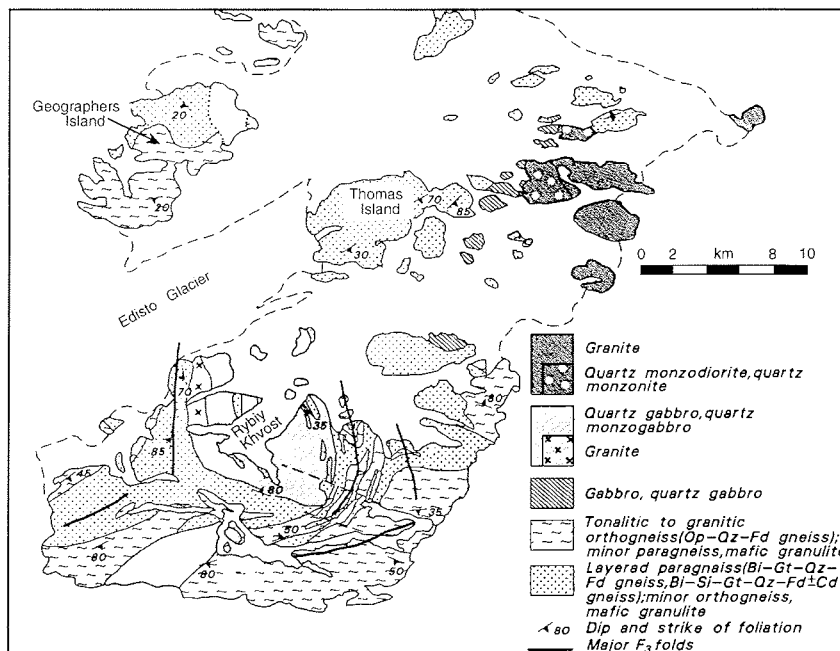 Geographers
Island
20
20
Thomas
Island
70
85
30
Edisto Glacier
0 2 km 8 10
70
Rybiy
Khvost
35
80
85
45
80
50
35
80
80
50
Granite
Quartz monzodiorite, quartz
monzonite
Quartz gabbro, quartz
monzogabbro
Granite
Gabbro, quartz gabbro
Tonalitic to granitic
orthogneiss(Op-Qz-Fd gneiss);
minor paragneiss, mafic granulite
Layerad paragnaiss(Bi-Gt-Qz-
Fd gneiss,Bi-Si-Gt-Qz-Fd±Cd
gneiss);minor orthogneiss,
mafic granulite
80 Dip and strike of foliation
Major F3 folds